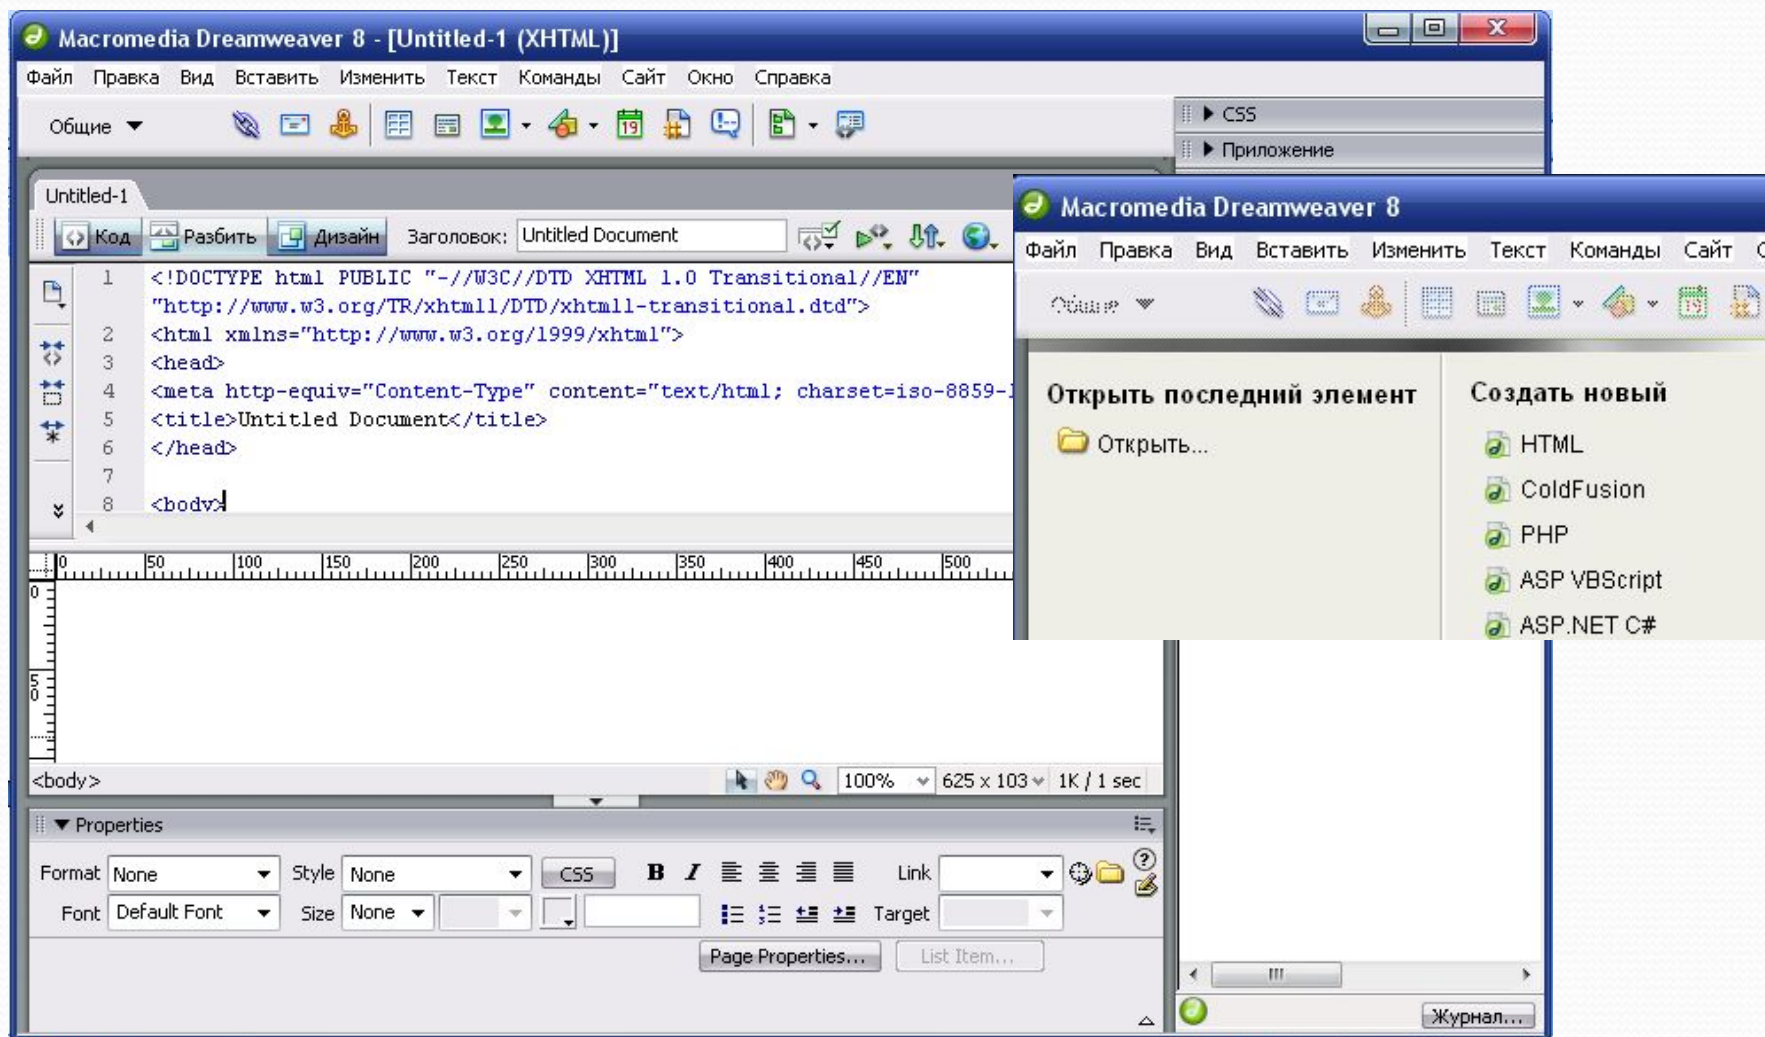 Macromedia Dreamweaver 8 - [Untitled-1 (XHTML)]
Файл Правка Вид Вставить Изменить Текст Команды Сайт Окно Справка
Общие
19
CSS
Приложение
Untitled-1
Код Разбить Дизайн Заголовок: Untitled Document
1 <!DOCTYPE html PUBLIC "-//W3C//DTD XHTML 1.0 Transitional//EN"
"http://www.w3.org/TR/xhtml1/DTD/xhtml1-transitional.dtd">
2 <html xmlns="http://www.w3.org/1999/xhtml">
3 <head>
4 <meta http-equiv="Content-Type" content="text/html; charset=iso-8859-1
5 <title>Untitled Document</title>
6 </head>
7
8 <body>
0 50 100 150 200 250 300 350 400 450 500
0
50
<body> 100% 625 x 103 1K / 1 sec
Properties
Format None Style None CSS B I Link
Font Default Font Size None Target
Page Properties... List Item...
Журнал...
Macromedia Dreamweaver 8
Файл Правка Вид Вставить Изменить Текст Команды Сайт
Общие
19
Открыть последний элемент
Открыть...
Создать новый
HTML
ColdFusion
PHP
ASP VBScript
ASP.NET C#